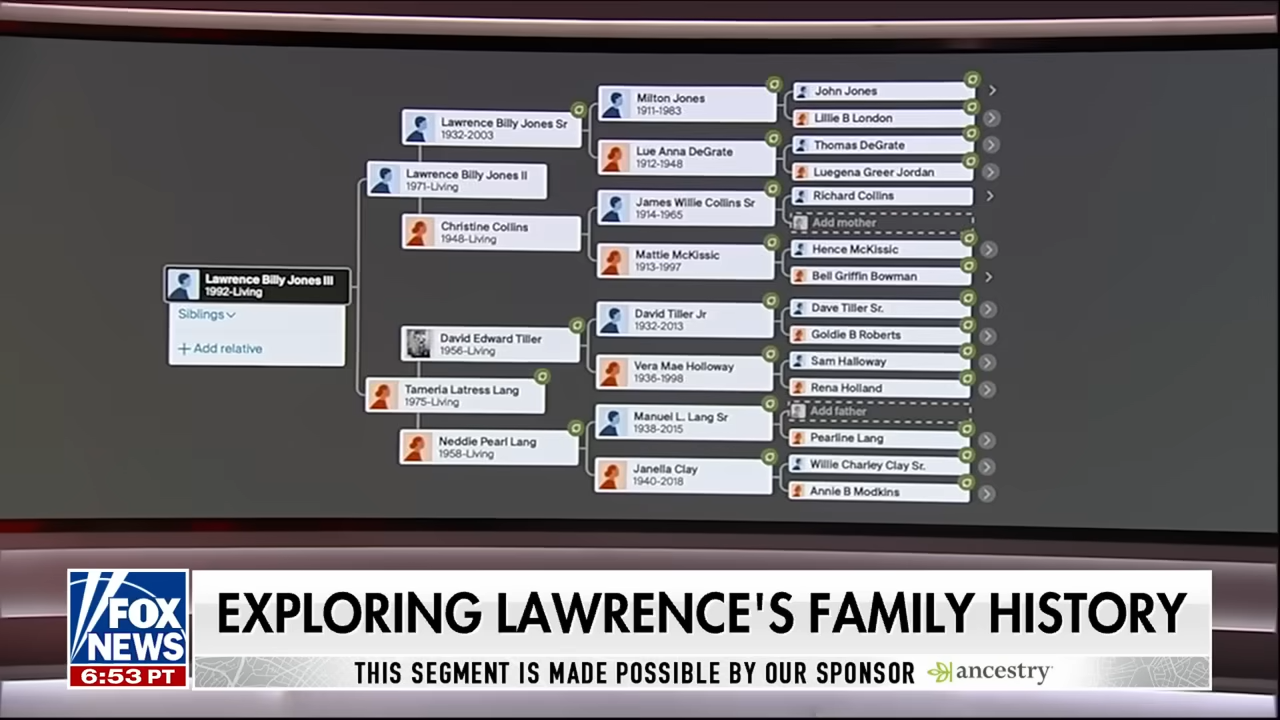 Lawrence Billy Jones III
1992-Living
Siblings
+ Add relative
Lawrence Billy Jones II
1971-Living
Tameria Latress Lang
1975-Living
Lawrence Billy Jones Sr
1932-2003
Christine Collins
1948-Living
David Edward Tiller
1956-Living
Neddie Pearl Lang
1958-Living
Milton Jones
1911-1983
Lue Anna DeGrate
1912-1948
James Willie Collins Sr
1914-1965
Mattie McKissic
1913-1997
David Tiller Jr
1932-2013
Vera Mae Holloway
1936-1998
Manuel L. Lang Sr
1938-2015
Janella Clay
1940-2018
John Jones
Lillie B London
Thomas DeGrate
Luegena Greer Jordan
Richard Collins
Add mother
Hence McKissic
Bell Griffin Bowman
Dave Tiller Sr.
Goldie B Roberts
Sam Halloway
Rena Holland
Add father
Pearline Lang
Willie Charley Clay Sr.
Annie B Modkins
FOX
NEWS
6:53 PT
EXPLORING LAWRENCE'S FAMILY HISTORY
THIS SEGMENT IS MADE POSSIBLE BY OUR SPONSOR ancestry